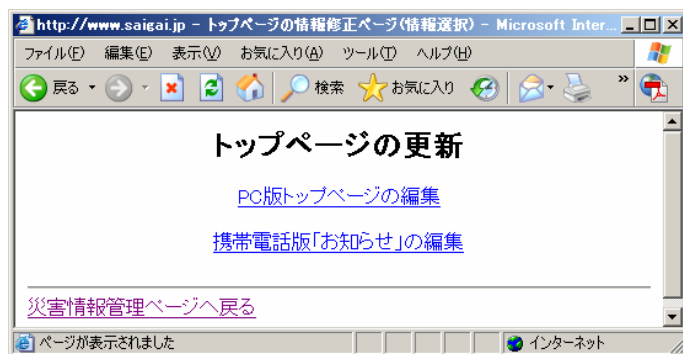 http://www.saigai.jp - トップページの情報修正ページ(情報選択) - Microsoft Inter...
ファイル(F) 編集(E) 表示(V) お気に入り(A) ツール(T) ヘルプ(H)
戻る 検索 お気に入り »
トップページの更新
PC版トップページの編集
携帯電話版「お知らせ」の編集
災害情報管理ページへ戻る
ページが表示されました インターネット